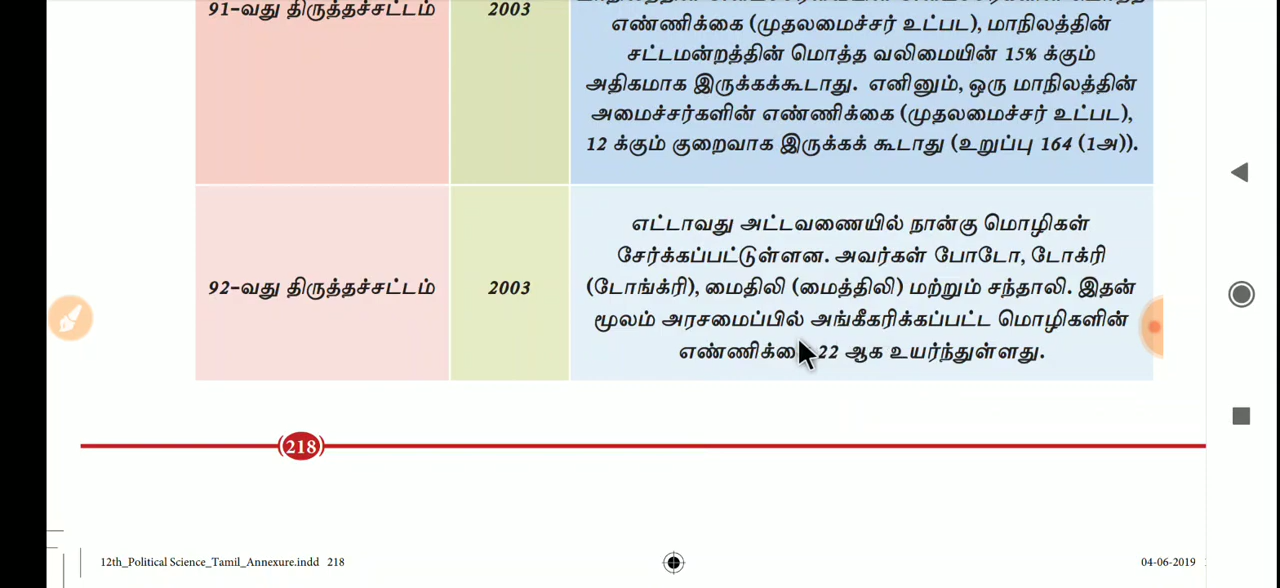 91-வது திருத்தச்சட்டம்
2003
எண்ணிக்கை (முதலமைச்சர் உட்பட), மாநிலத்தின்
சட்டமன்றத்தின் மொத்த வலிமையின் 15% க்கும்
அதிகமாக இருக்கக்கூடாது. எனினும், ஒரு மாநிலத்தின்
அமைச்சர்களின் எண்ணிக்கை (முதலமைச்சர் உட்பட),
12 க்கும் குறைவாக இருக்கக் கூடாது (உறுப்பு 164 (1அ)).
92-வது திருத்தச்சட்டம்
2003
எட்டாவது அட்டவணையில் நான்கு மொழிகள்
சேர்க்கப்பட்டுள்ளன. அவர்கள் போடோ, டோக்ரி
(டோங்க்ரி), மைதிலி (மைத்திலி) மற்றும் சந்தாலி. இதன்
மூலம் அரசமைப்பில் அங்கீகரிக்கப்பட்ட மொழிகளின்
எண்ணிக்கை 22 ஆக உயர்ந்துள்ளது.
218
12th_Political Science_Tamil_Annexure.indd 218
04-06-2019